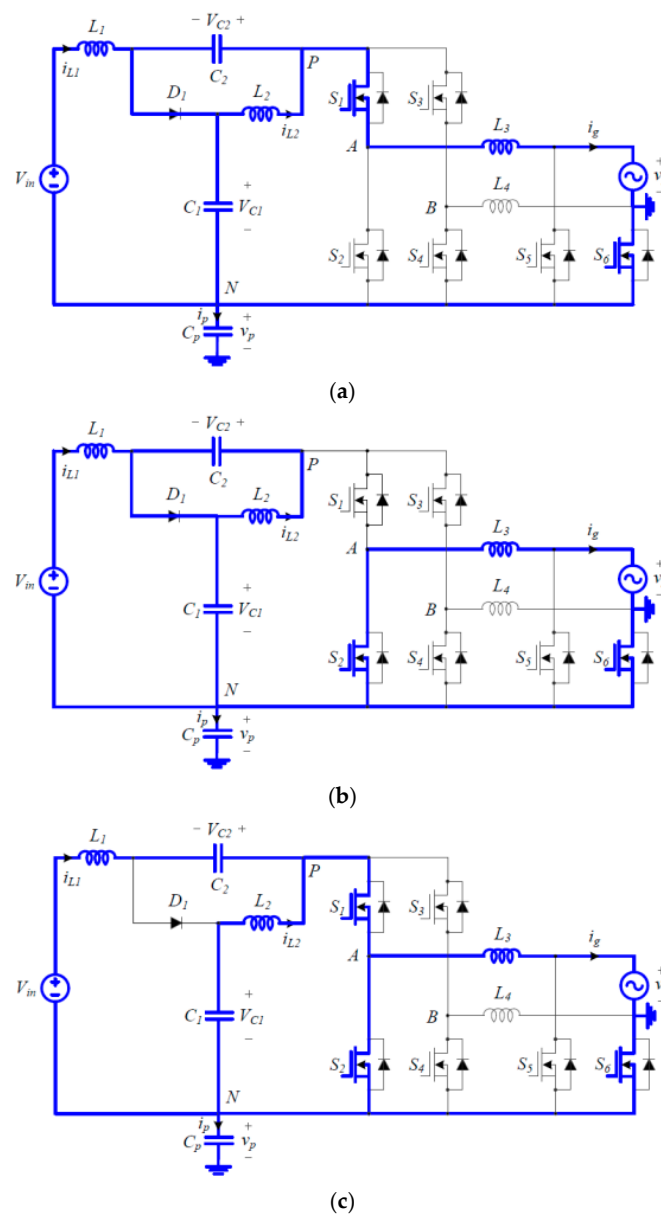 L1 − VC2 +
iL1 C2 P
D1 L2 S1 S3
iL2 L3 ig
A
Vin + L4 v
C1 VC1 B −
− S2 S4 S5 S6
N
ip +
Cp vp
−
(a)
L1 − VC2 +
iL1 C2 P
D1 L2 S1 S3
iL2 L3 ig
A
Vin + L4 v
C1 VC1 B −
− S2 S4 S5 S6
N
ip +
Cp vp
−
(b)
L1 − VC2 +
iL1 C2 P
D1 L2 S1 S3
iL2 L3 ig
A
Vin + L4 v
C1 VC1 B −
− S2 S4 S5 S6
N
ip +
Cp vp
−
(c)